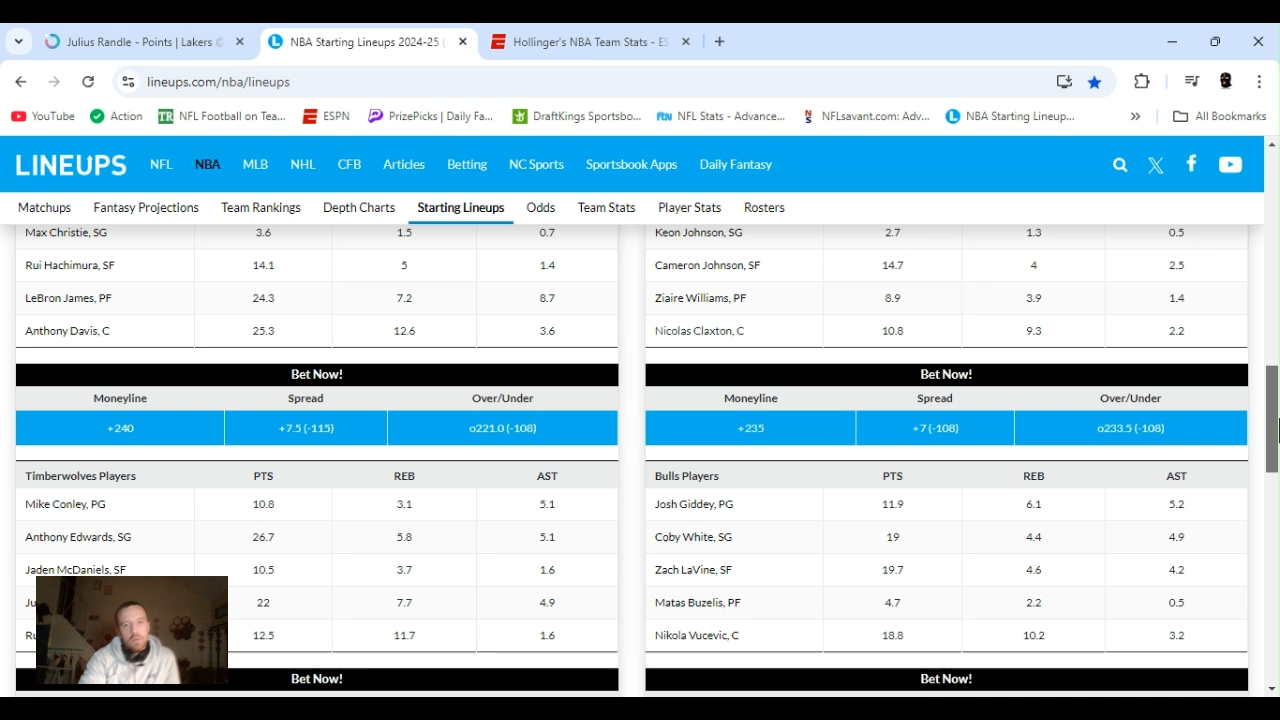 Julius Randle - Points | Lakers @
NBA Starting Lineups 2024-25 (
Hollinger's NBA Team Stats - ES
lineups.com/nba/lineups
YouTube
Action
NFL Football on Tea...
ESPN
PrizePicks | Daily Fa...
DraftKings Sportsbo...
NFL Stats - Advance...
NFLsavant.com: Adv...
NBA Starting Lineup...
All Bookmarks
LINEUPS NFL NBA MLB NHL CFB Articles Betting NC Sports Sportsbook Apps Daily Fantasy
Matchups Fantasy Projections Team Rankings Depth Charts Starting Lineups Odds Team Stats Player Stats Rosters
Max Christie, SG 3.6 1.5 0.7
Rui Hachimura, SF 14.1 5 1.4
LeBron James, PF 24.3 7.2 8.7
Anthony Davis, C 25.3 12.6 3.6
Bet Now!
Moneyline Spread Over/Under
+240 +7.5 (-115) o221.0 (-108)
Timberwolves Players PTS REB AST
Mike Conley, PG 10.8 3.1 5.1
Anthony Edwards, SG 26.7 5.8 5.1
Jaden McDaniels, SF 10.5 3.7 1.6
22 7.7 4.9
12.5 11.7 1.6
Bet Now!
Keon Johnson, SG 2.7 1.3 0.5
Cameron Johnson, SF 14.7 4 2.5
Ziaire Williams, PF 8.9 3.9 1.4
Nicolas Claxton, C 10.8 9.3 2.2
Bet Now!
Moneyline Spread Over/Under
+235 +7 (-108) o233.5 (-108)
Bulls Players PTS REB AST
Josh Giddey, PG 11.9 6.1 5.2
Coby White, SG 19 4.4 4.9
Zach LaVine, SF 19.7 4.6 4.2
Matas Buzelis, PF 4.7 2.2 0.5
Nikola Vucevic, C 18.8 10.2 3.2
Bet Now!